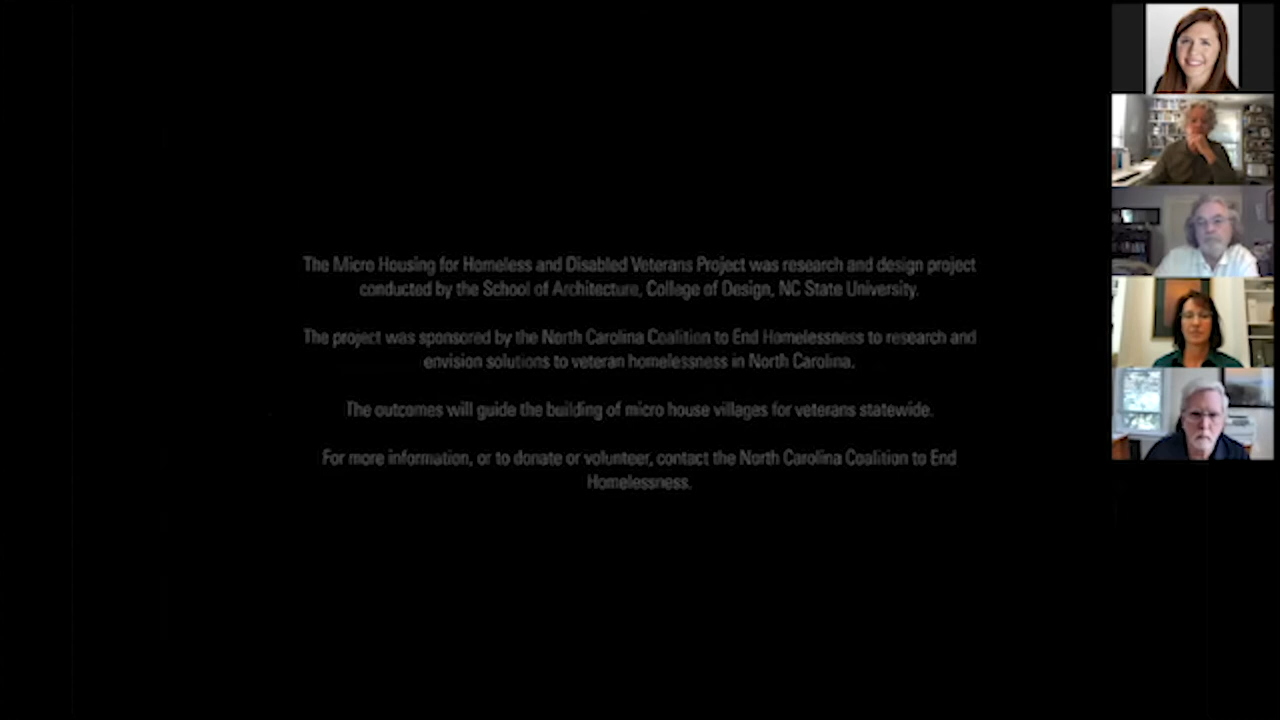 The Micro Housing for Homeless and Disabled Veterans Project was research and design project
conducted by the School of Architecture, College of Design, NC State University.
The project was sponsored by the North Carolina Coalition to End Homelessness to research and
envision solutions to veteran homelessness in North Carolina.
The outcomes will guide the building of micro house villages for veterans statewide.
For more information, or to donate or volunteer, contact the North Carolina Coalition to End
Homelessness.